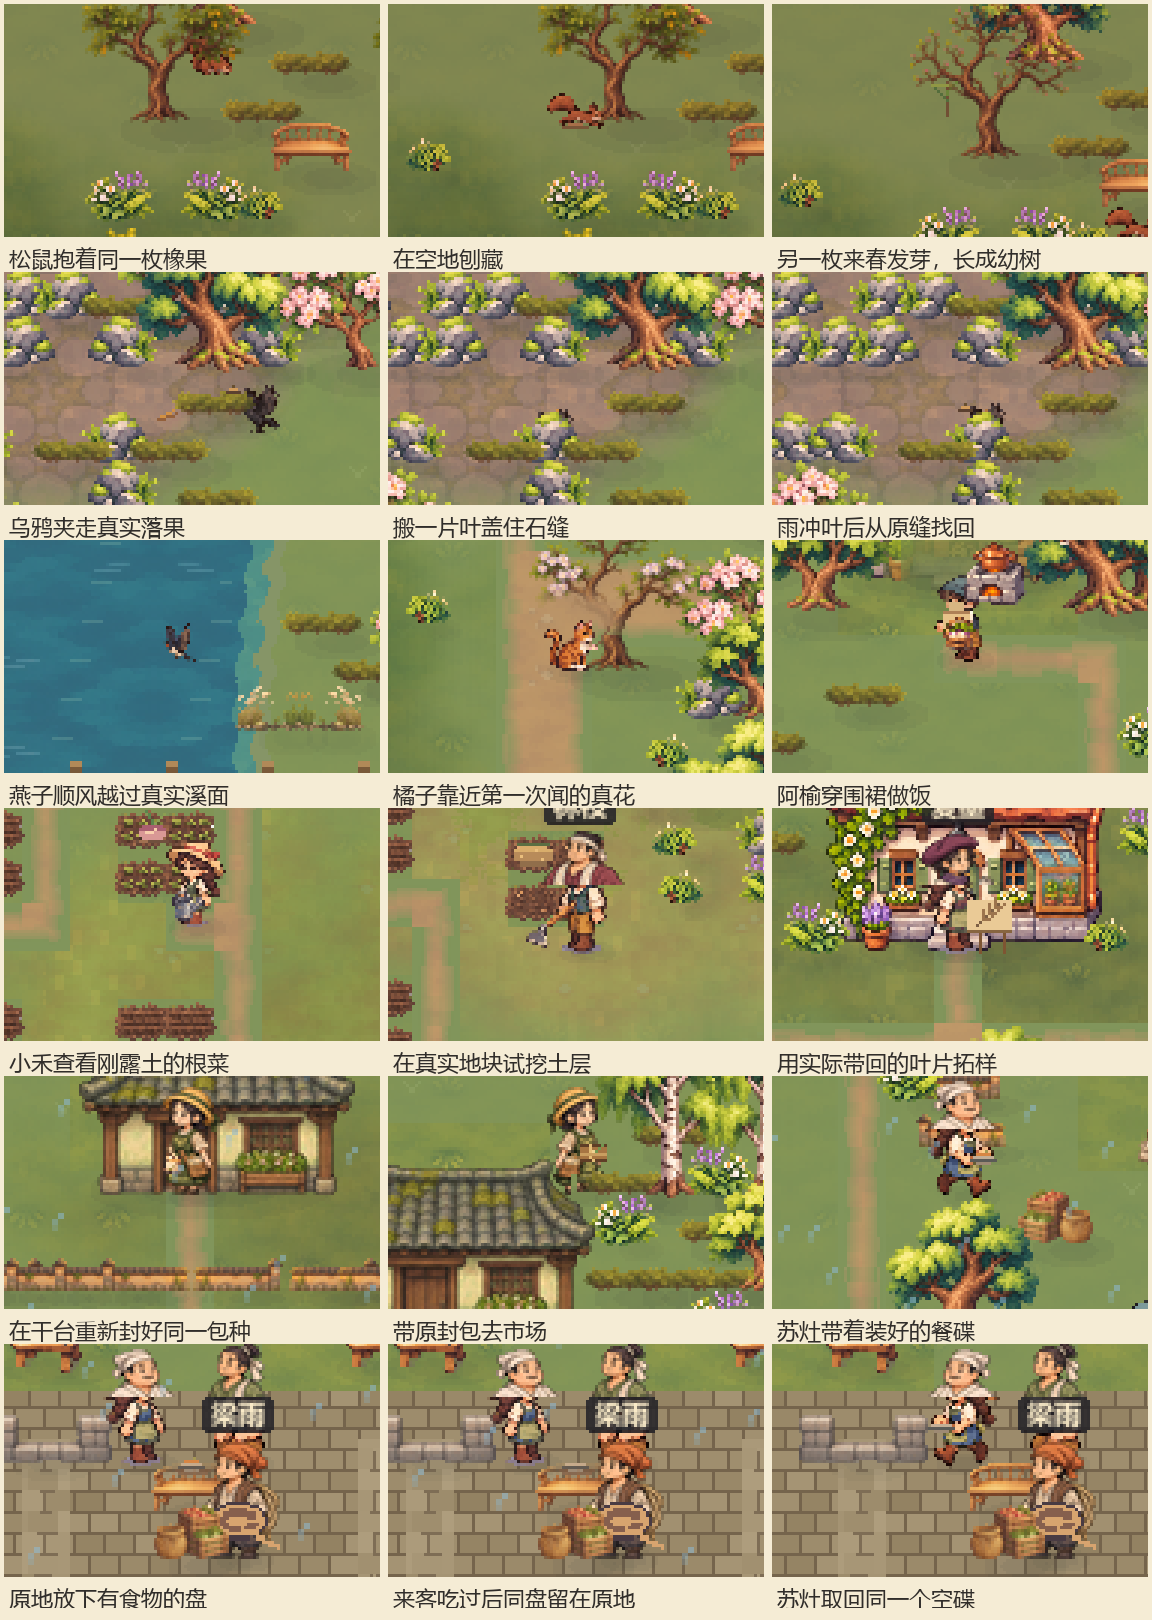 松鼠抱着同一枚橡果
在空地刨藏
另一枚来春发芽，长成幼树
乌鸦夹走真实落果
搬一片叶盖住石缝
雨冲叶后从原缝找回
燕子顺风越过真实溪面
橘子靠近第一次闻的真花
阿榆穿围裙做饭
小禾查看刚露土的根菜
在真实地块试挖土层
用实际带回的叶片拓样
在干台重新封好同一包种
带原封包去市场
苏灶带着装好的餐碟
梁雨
梁雨
梁雨
原地放下有食物的盘
来客吃过后同盘留在原地
苏灶取回同一个空碟